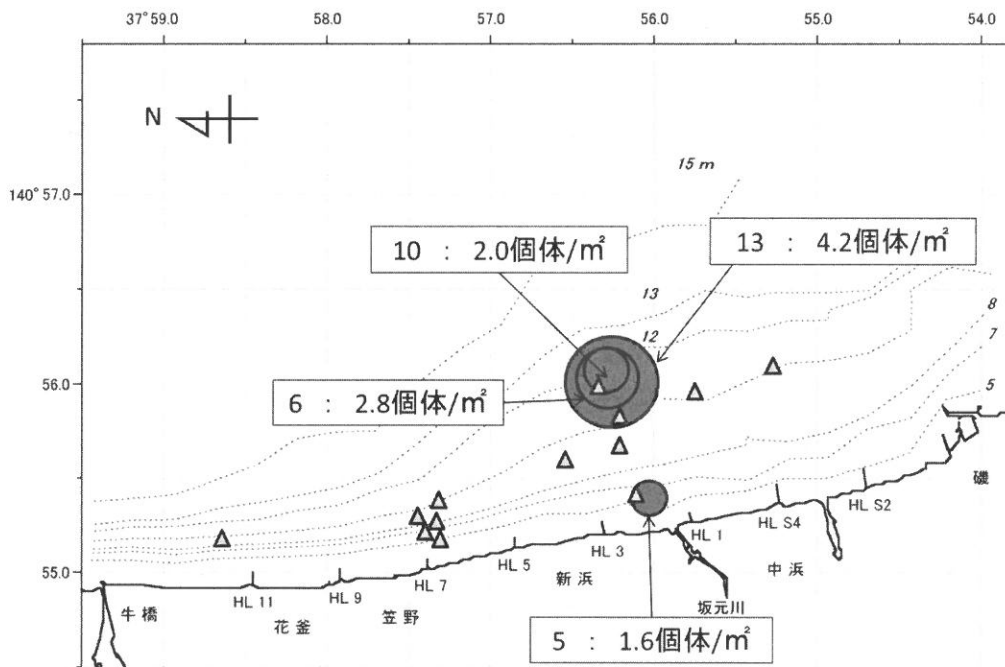 37°59.0
58.0
57.0
56.0
55.0
54.0
N
140°57.0
15 m
10 : 2.0個体/㎡
13 : 4.2個体/㎡
13
12
8
7
6 : 2.8個体/㎡
56.0
5
磯
HL S2
HL S4
HL 1
HL 3
中浜
HL 5
新浜
55.0
HL 7
HL 9
笠野
HL 11
花釜
牛橋
坂元川
5 : 1.6個体/㎡